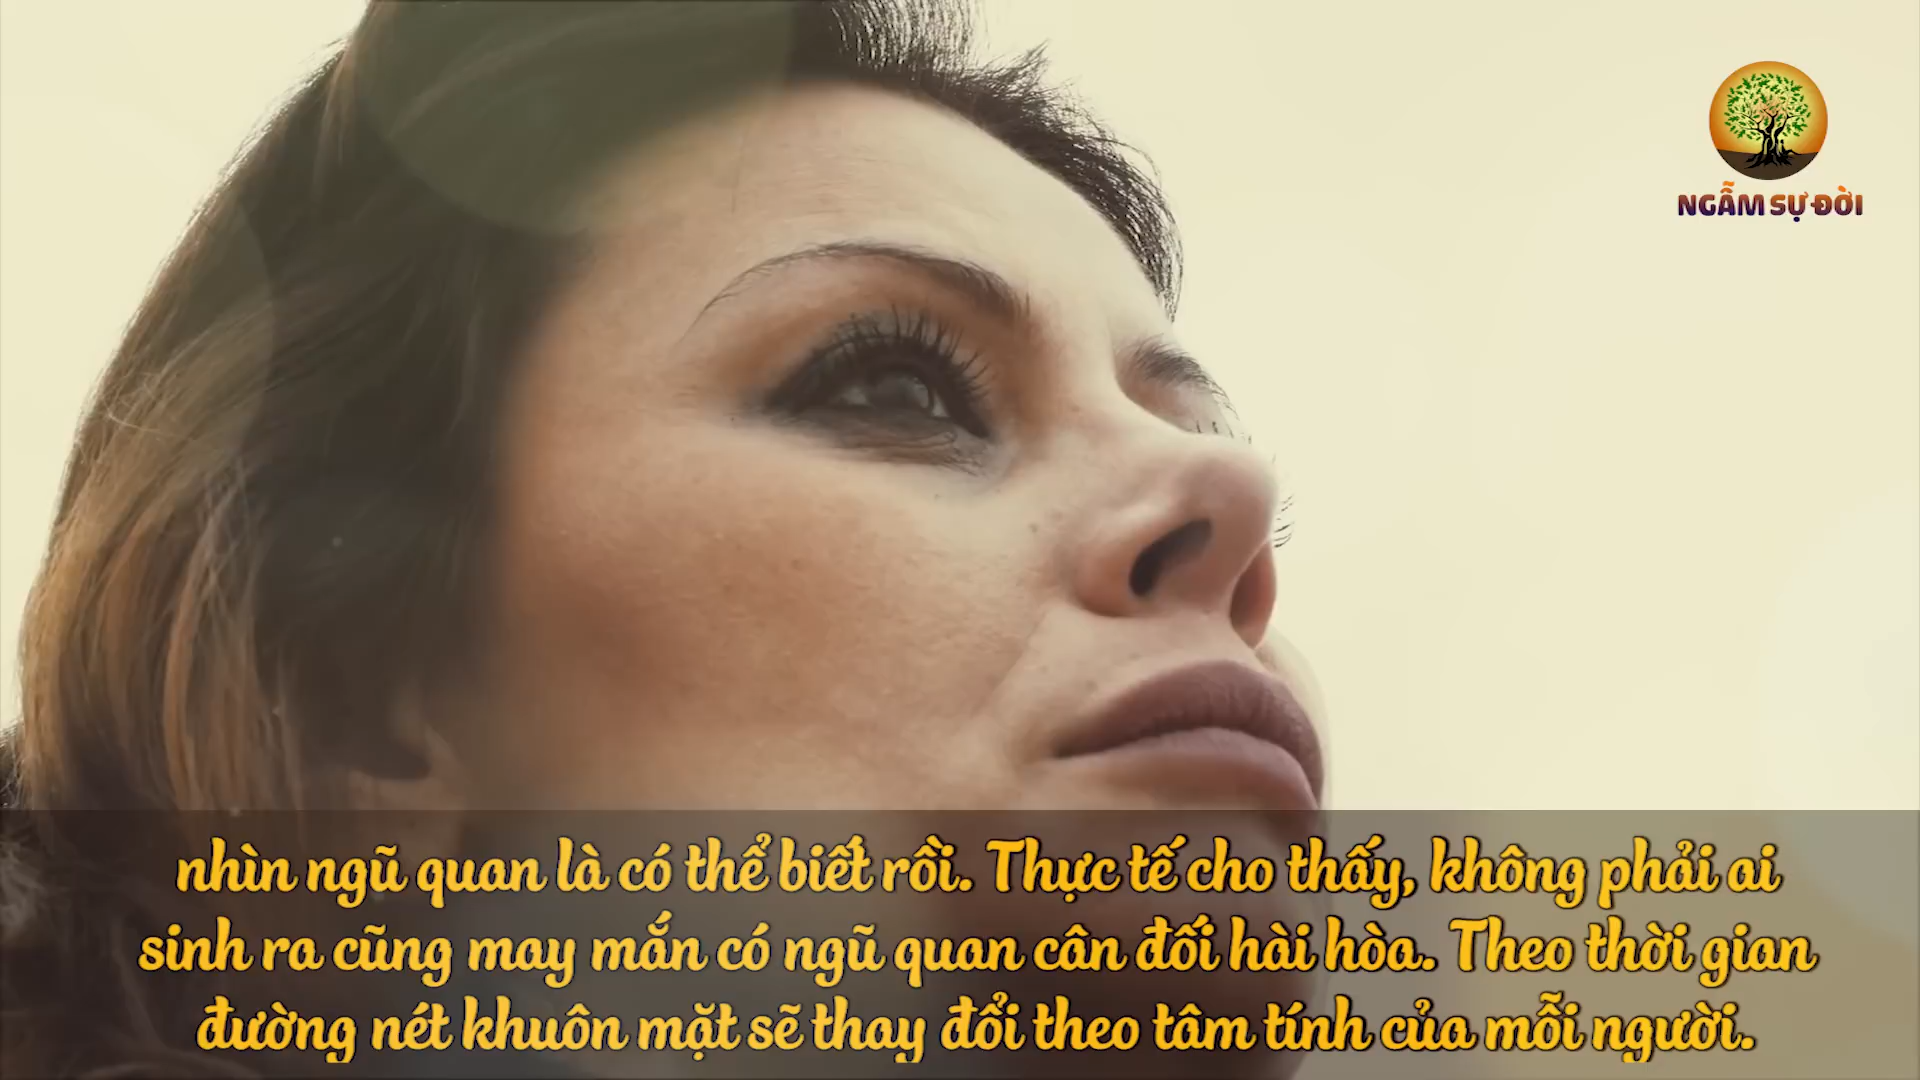 NGẪM SỰ ĐỜI
nhìn ngũ quan là có thể biết rồi. Thực tế cho thấy, không phải ai
sinh ra cũng may mắn có ngũ quan cân đối hài hòa. Theo thời gian
đường nét khuôn mặt sẽ thay đổi theo tâm tính của mỗi người.